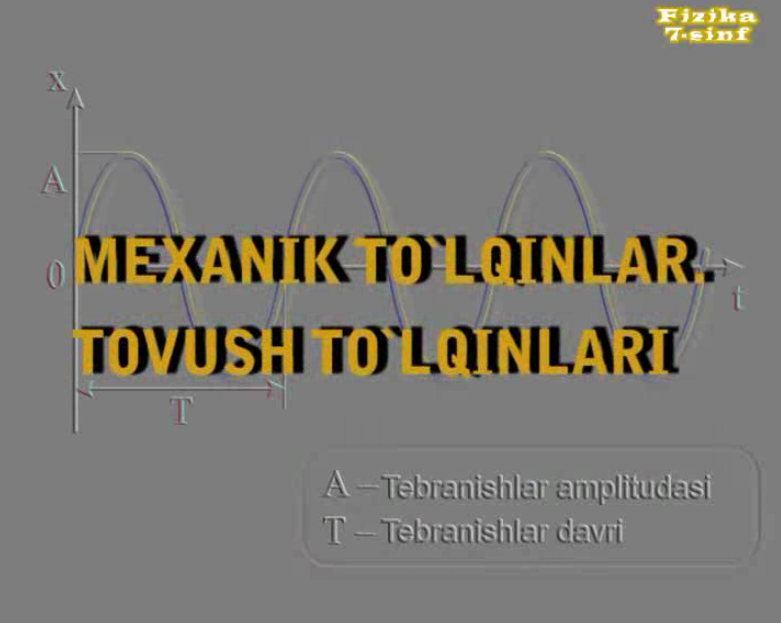 Fizika
7-sinf
x
A
0
MEXANIK TO`LQINLAR.
t
TOVUSH TO`LQINLARI
T
A – Tebranishlar amplitudasi
T – Tebranishlar davri